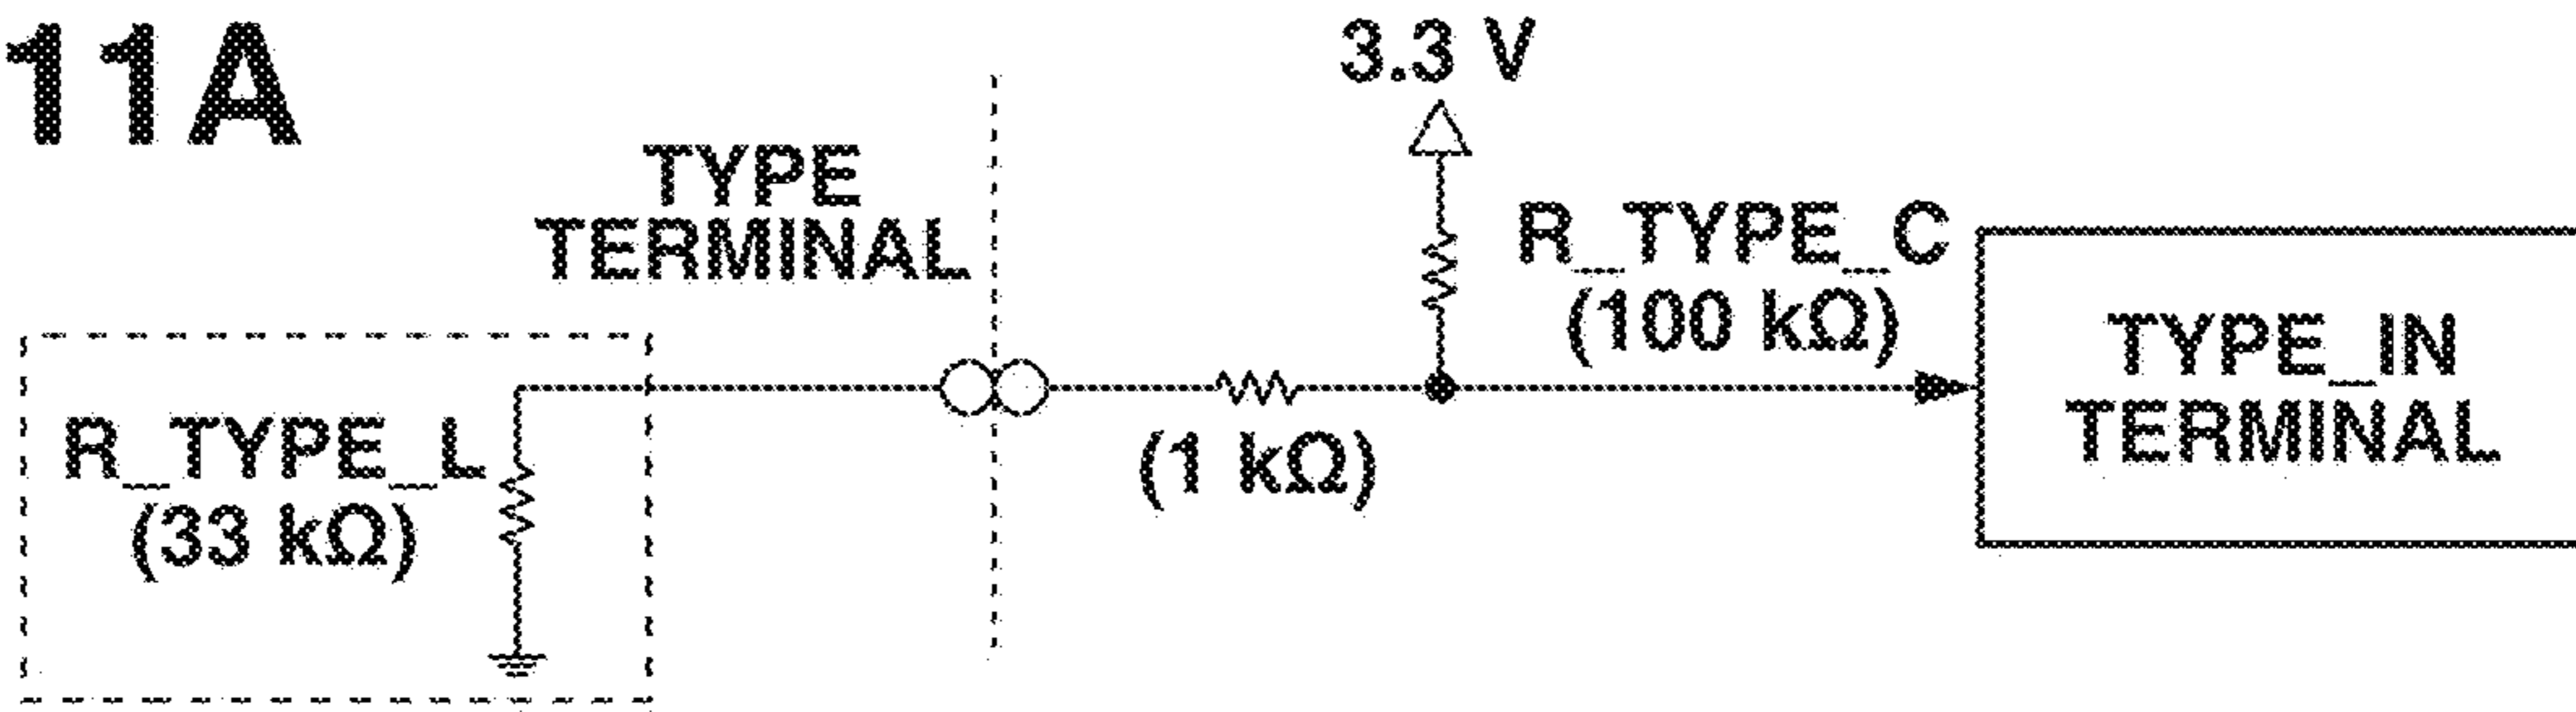 11A
3.3 V
TYPE
TERMINAL
R_TYPE_C
(100 kΩ)
TYPE_IN
TERMINAL
R_TYPE_L
(33 kΩ)
(1 kΩ)